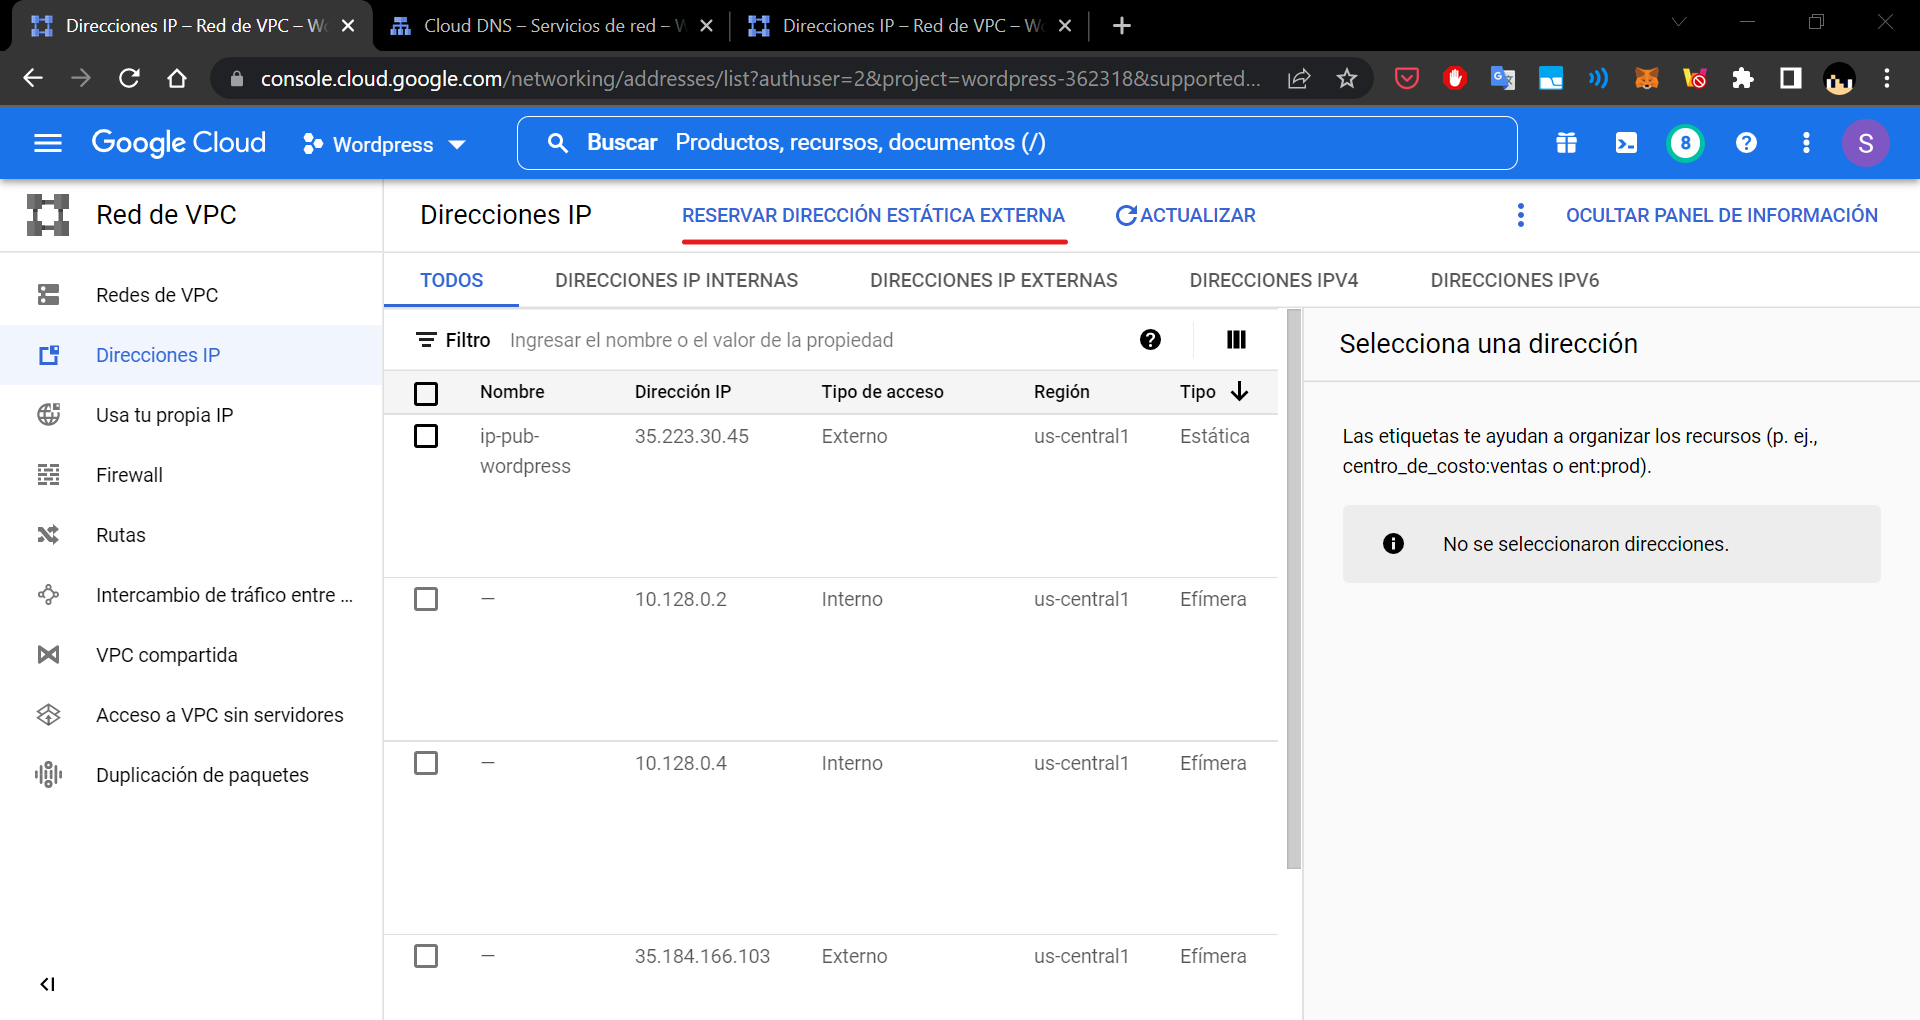 Direcciones IP – Red de VPC – W
Cloud DNS – Servicios de red – W
Direcciones IP – Red de VPC – W
console.cloud.google.com/networking/addresses/list?authuser=2&project=wordpress-362318&supported...
Google Cloud
Wordpress
Buscar Productos, recursos, documentos (/)
8
S
Red de VPC
Direcciones IP
RESERVAR DIRECCIÓN ESTÁTICA EXTERNA
ACTUALIZAR
OCULTAR PANEL DE INFORMACIÓN
Redes de VPC
Direcciones IP
Usa tu propia IP
Firewall
Rutas
Intercambio de tráfico entre ...
VPC compartida
Acceso a VPC sin servidores
Duplicación de paquetes
TODOS
DIRECCIONES IP INTERNAS
DIRECCIONES IP EXTERNAS
DIRECCIONES IPV4
DIRECCIONES IPV6
Filtro Ingresar el nombre o el valor de la propiedad
Nombre Dirección IP Tipo de acceso Región Tipo
ip-pub- 35.223.30.45 Externo us-central1 Estática
wordpress
— 10.128.0.2 Interno us-central1 Efímera
— 10.128.0.4 Interno us-central1 Efímera
— 35.184.166.103 Externo us-central1 Efímera
Selecciona una dirección
Las etiquetas te ayudan a organizar los recursos (p. ej.,
centro_de_costo:ventas o ent:prod).
No se seleccionaron direcciones.